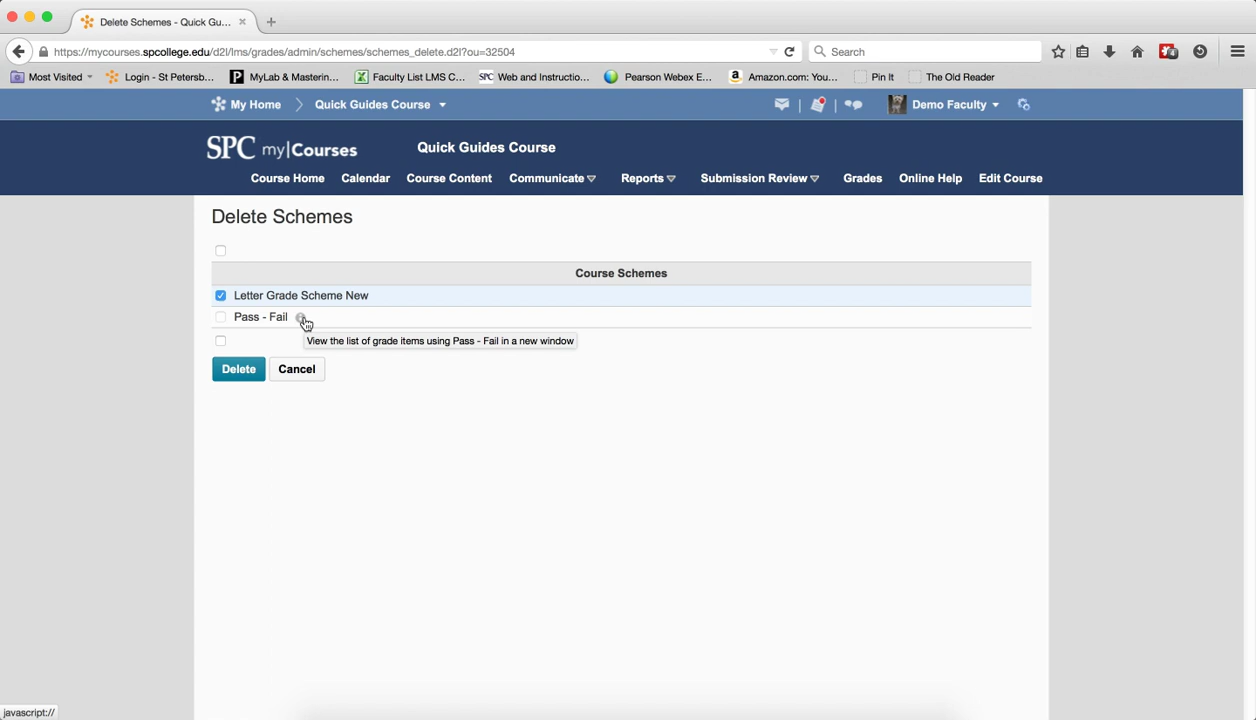 Delete Schemes - Quick Gu...
https://mycourses.spcollege.edu/d2l/lms/grades/admin/schemes/schemes_delete.d2l?ou=32504
Search
Most Visited
Login - St Petersb...
MyLab & Masterin...
Faculty List LMS C...
SPC Web and Instructio...
Pearson Webex E...
Amazon.com: You...
Pin It
The Old Reader
My Home
Quick Guides Course
Demo Faculty
SPC my|Courses
Quick Guides Course
Course Home
Calendar
Course Content
Communicate
Reports
Submission Review
Grades
Online Help
Edit Course
Delete Schemes
Course Schemes
Letter Grade Scheme New
Pass - Fail
View the list of grade items using Pass - Fail in a new window
Delete
Cancel
javascript://